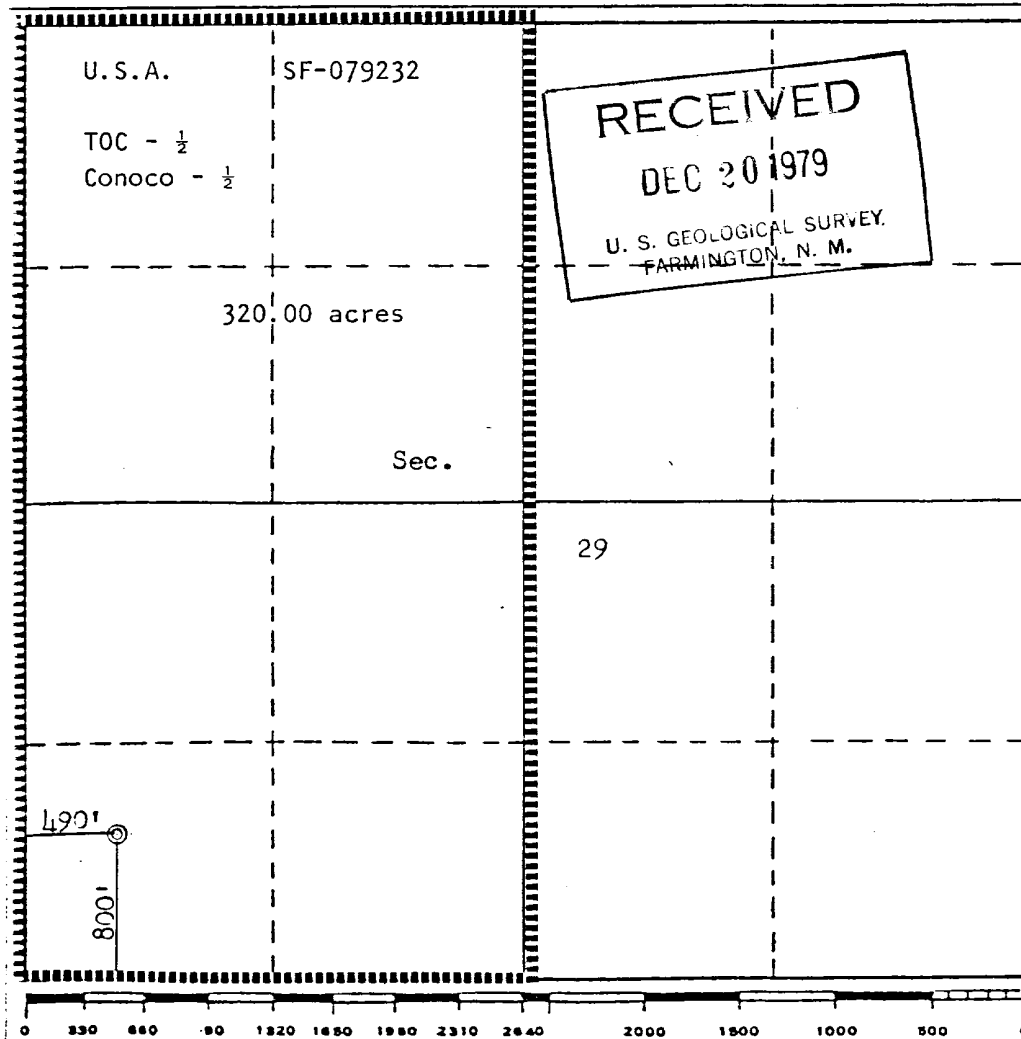 U.S.A. SF-079232
TOC - ½
Conoco - ½
RECEIVED
DEC 20 1979
U. S. GEOLOGICAL SURVEY.
FARMINGTON, N. M.
320.00 acres
Sec.
29
490'
800'
0 330 660 90 1320 1650 1980 2310 2640 2000 1500 1000 500